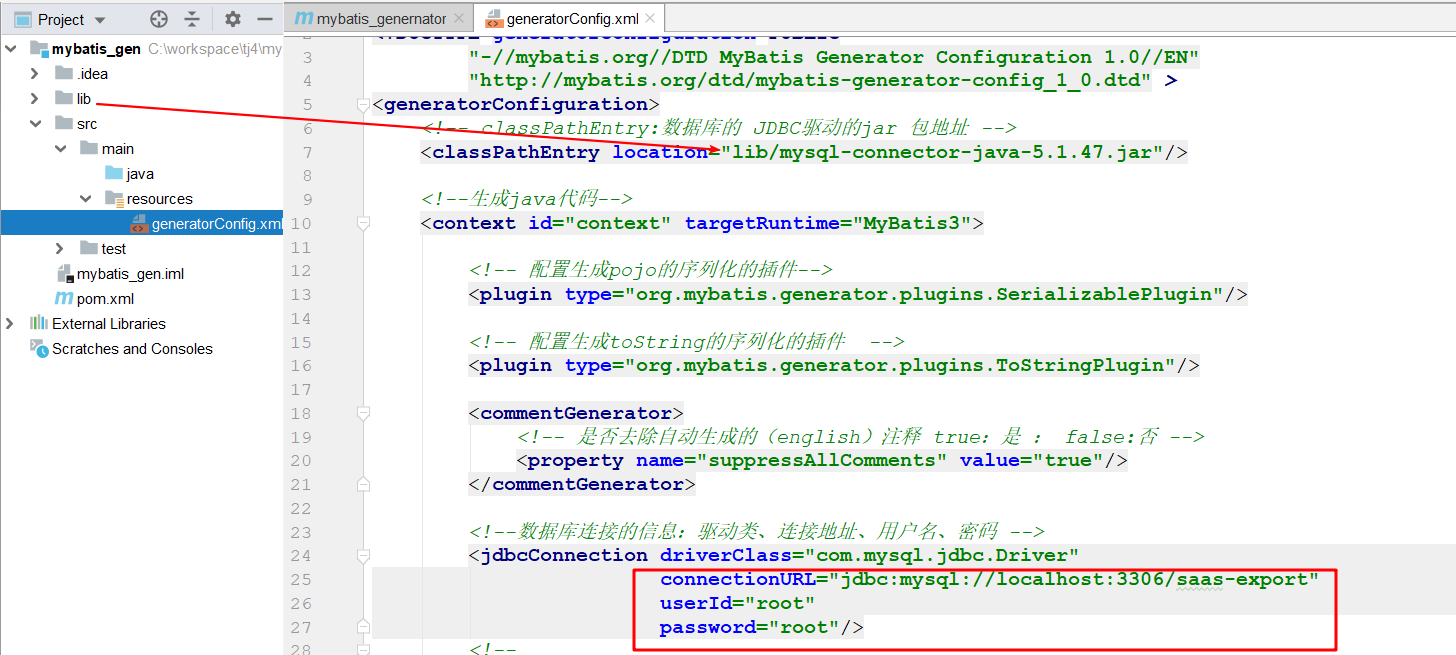 Project
mybatis_genernator
generatorConfig.xml
mybatis_gen C:\workspace\tj4\my
.idea
lib
src
main
java
resources
generatorConfig.xml
test
mybatis_gen.iml
pom.xml
External Libraries
Scratches and Consoles
3 "-//mybatis.org//DTD MyBatis Generator Configuration 1.0//EN"
4 "http://mybatis.org/dtd/mybatis-generator-config_1_0.dtd" >
5 <generatorConfiguration>
6 <!-- classPathEntry:数据库的 JDBC驱动的jar 包地址 -->
7 <classPathEntry location="lib/mysql-connector-java-5.1.47.jar"/>
8
9 <!--生成java代码-->
10 <context id="context" targetRuntime="MyBatis3">
11
12 <!-- 配置生成pojo的序列化的插件-->
13 <plugin type="org.mybatis.generator.plugins.SerializablePlugin"/>
14
15 <!-- 配置生成toString的序列化的插件 -->
16 <plugin type="org.mybatis.generator.plugins.ToStringPlugin"/>
17
18 <commentGenerator>
19 <!-- 是否去除自动生成的（english）注释 true：是 ： false:否 -->
20 <property name="suppressAllComments" value="true"/>
21 </commentGenerator>
22
23 <!--数据库连接的信息：驱动类、连接地址、用户名、密码 -->
24 <jdbcConnection driverClass="com.mysql.jdbc.Driver"
25 connectionURL="jdbc:mysql://localhost:3306/saas-export"
26 userId="root"
27 password="root"/>
28 <!--